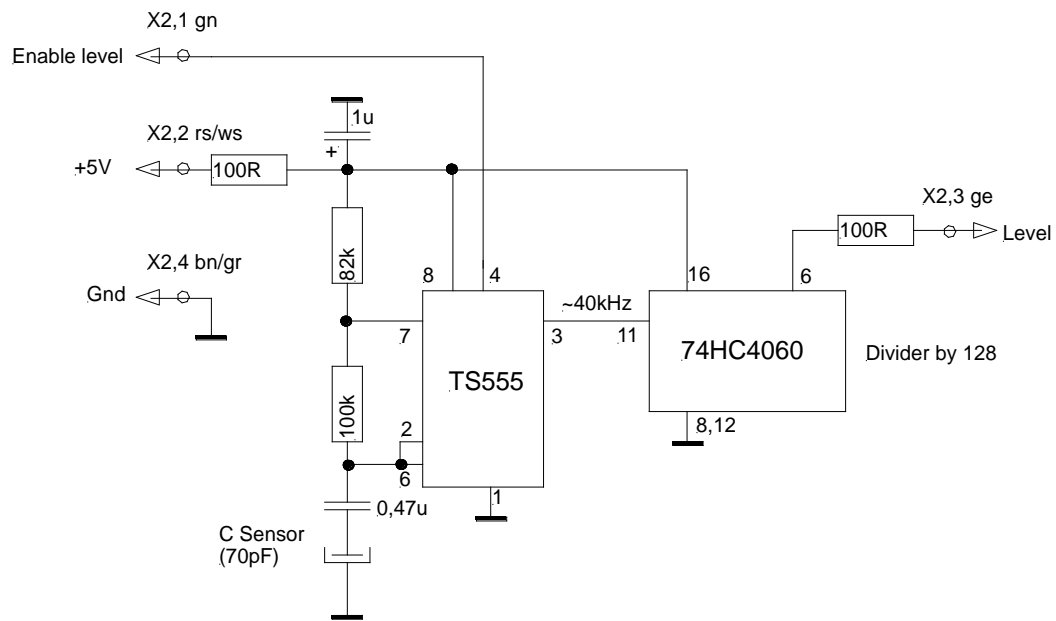 X2,1 gn
Enable level
1u
+
X2,2 rs/ws
+5V
100R
82k
X2,4 bn/gr
Gnd
8
4
7
TS555
3
~40kHz
11
16
6
74HC4060
8,12
Divider by 128
100R
X2,3 ge
Level
100k
2
6
1
0,47u
C Sensor
(70pF)